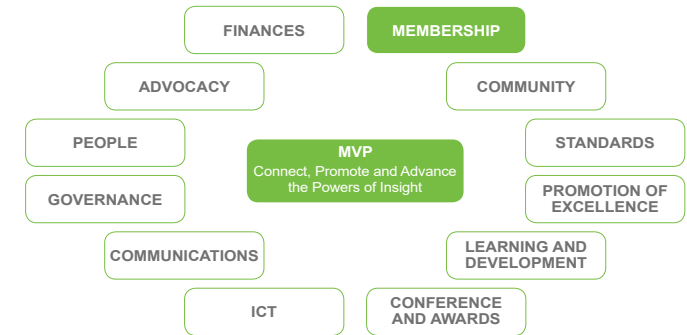 FINANCES
MEMBERSHIP
ADVOCACY
COMMUNITY
PEOPLE
MVP
Connect, Promote and Advance
the Powers of Insight
STANDARDS
GOVERNANCE
PROMOTION OF
EXCELLENCE
COMMUNICATIONS
LEARNING AND
DEVELOPMENT
ICT
CONFERENCE
AND AWARDS